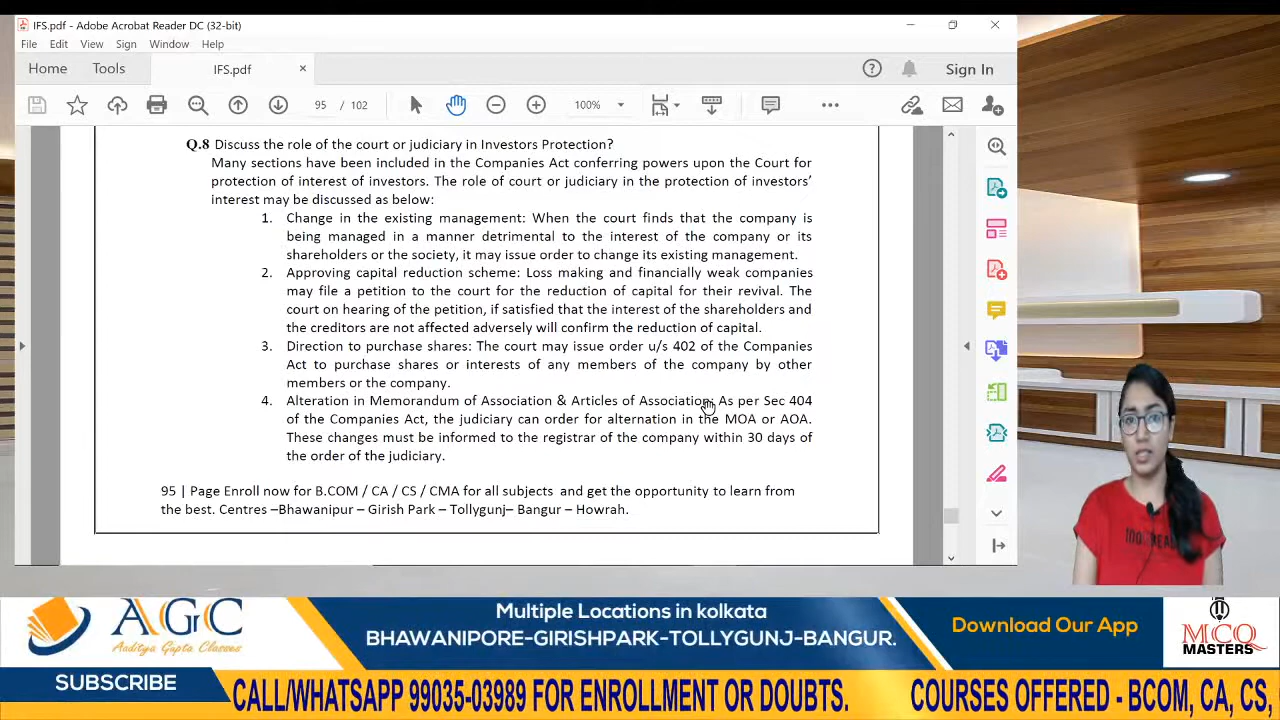 IFS.pdf - Adobe Acrobat Reader DC (32-bit)
File Edit View Sign Window Help
Home Tools IFS.pdf × Sign In
95 / 102 100%
Q.8 Discuss the role of the court or judiciary in Investors Protection?
Many sections have been included in the Companies Act conferring powers upon the Court for
protection of interest of investors. The role of court or judiciary in the protection of investors'
interest may be discussed as below:
1. Change in the existing management: When the court finds that the company is
being managed in a manner detrimental to the interest of the company or its
shareholders or the society, it may issue order to change its existing management.
2. Approving capital reduction scheme: Loss making and financially weak companies
may file a petition to the court for the reduction of capital for their revival. The
court on hearing of the petition, if satisfied that the interest of the shareholders and
the creditors are not affected adversely will confirm the reduction of capital.
3. Direction to purchase shares: The court may issue order u/s 402 of the Companies
Act to purchase shares or interests of any members of the company by other
members or the company.
4. Alteration in Memorandum of Association & Articles of Association: As per Sec 404
of the Companies Act, the judiciary can order for alternation in the MOA or AOA.
These changes must be informed to the registrar of the company within 30 days of
the order of the judiciary.
95 | Page Enroll now for B.COM / CA / CS / CMA for all subjects and get the opportunity to learn from
the best. Centres –Bhawanipur – Girish Park – Tollygunj– Bangur – Howrah.
AGC
Aaditya Gupta Classes
Multiple Locations in kolkata
BHAWANIPORE-GIRISHPARK-TOLLYGUNJ-BANGUR.
Download Our App
MCQ
MASTERS
SUBSCRIBE
CALL/WHATSAPP 99035-03989 FOR ENROLLMENT OR DOUBTS. COURSES OFFERED - BCOM, CA, CS,